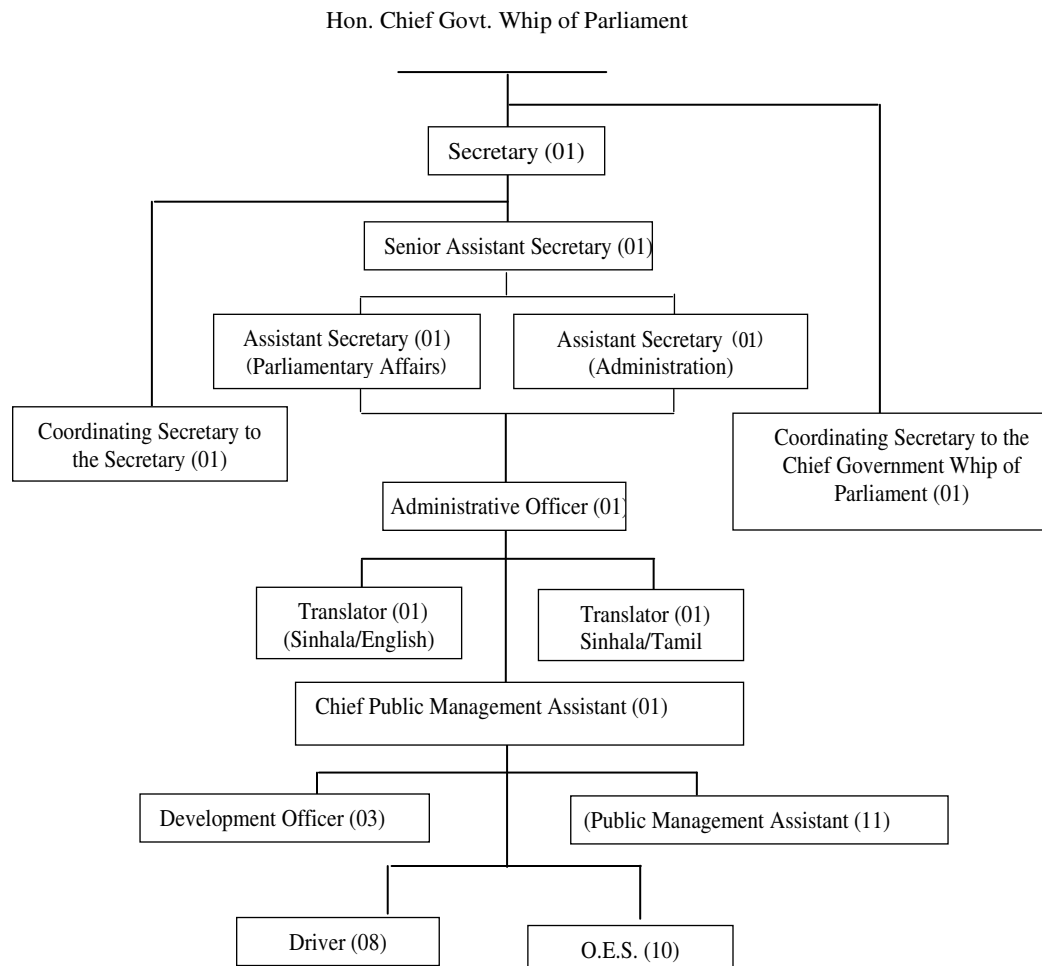 Hon. Chief Govt. Whip of Parliament
Secretary (01)
Senior Assistant Secretary (01)
Assistant Secretary (01)
(Parliamentary Affairs)
Assistant Secretary (01)
(Administration)
Coordinating Secretary to
the Secretary (01)
Coordinating Secretary to the
Chief Government Whip of
Parliament (01)
Administrative Officer (01)
Translator (01)
(Sinhala/English)
Translator (01)
Sinhala/Tamil
Chief Public Management Assistant (01)
Development Officer (03)
(Public Management Assistant (11)
Driver (08)
O.E.S. (10)